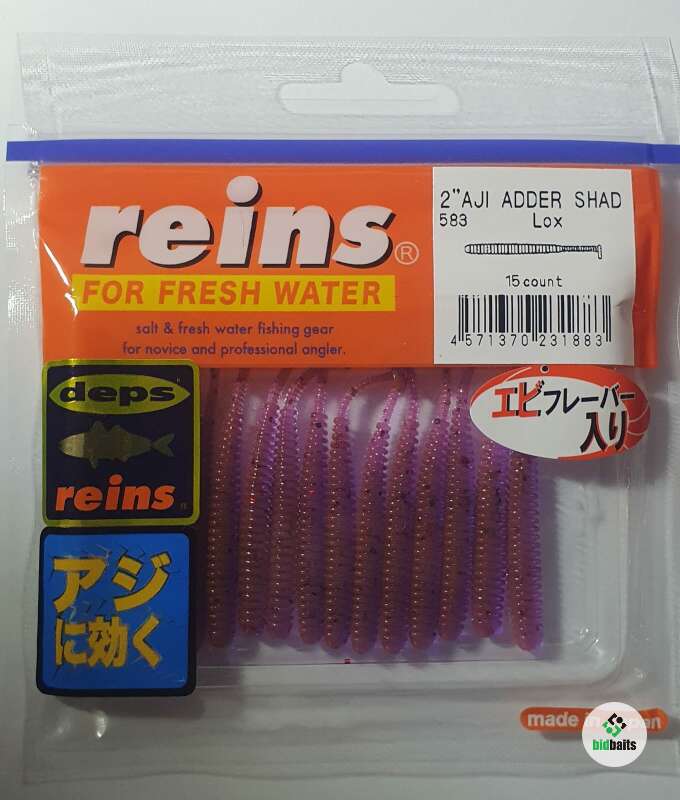 reins®
FOR FRESH WATER
salt & fresh water fishing gear
for novice and professional angler.
2"AJI ADDER SHAD
583 Lox
15 count
4 571370 231883
deps
reins
エビフレーバー
入り
アジ
に効く
made in Japan
bidbaits